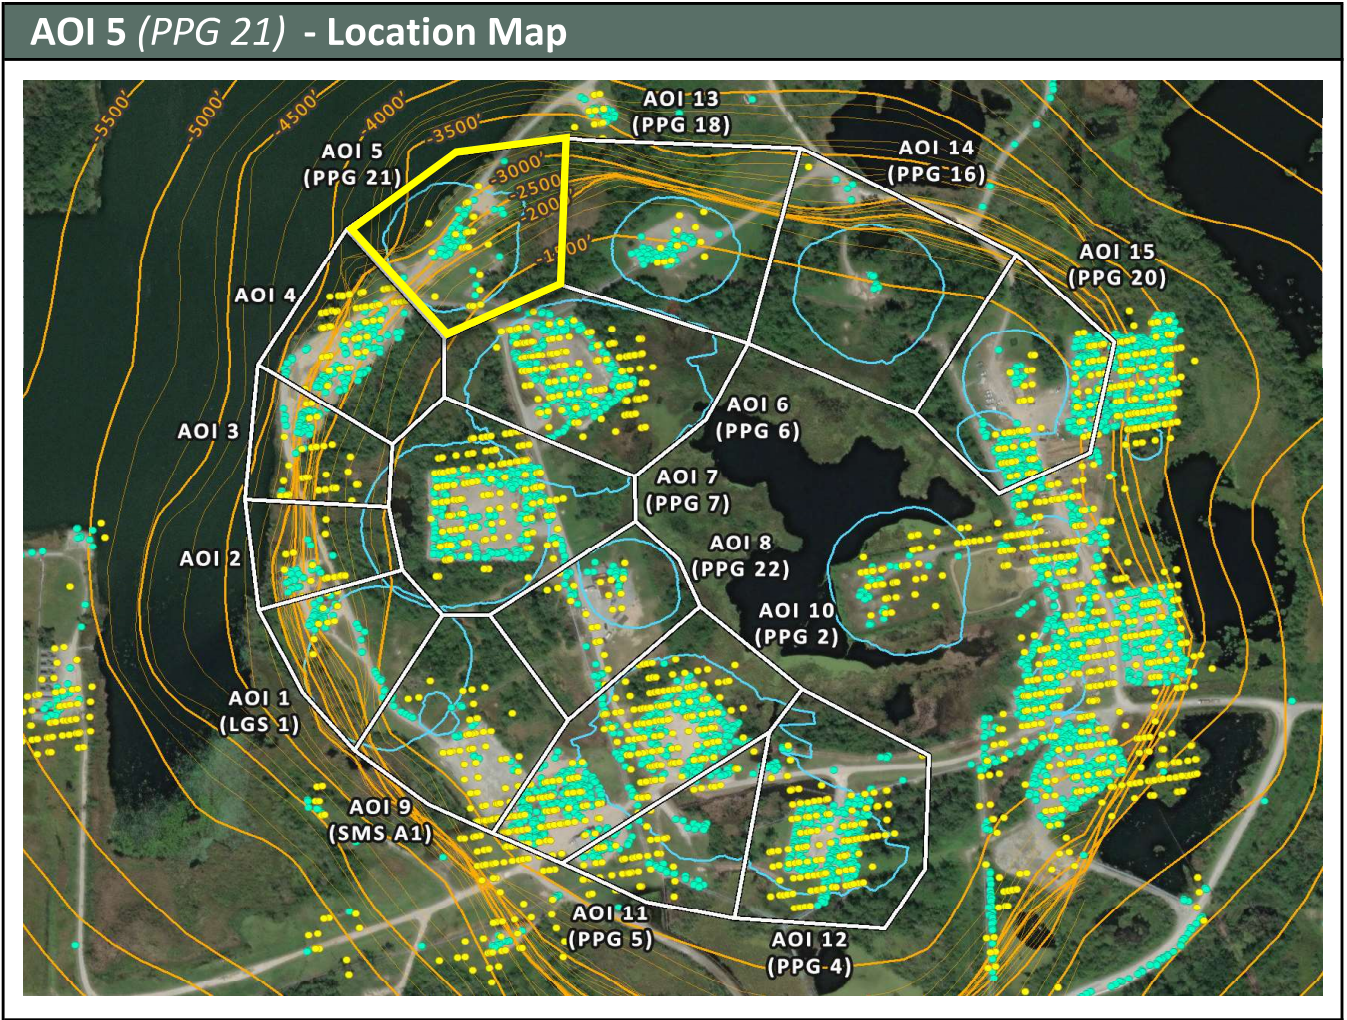 AOI 5 (PPG 21) - Location Map
-5500'
-5000'
-4500'
-4000'
-3500'
-3000'
-2500'
-2000'
AOI 13
(PPG 18)
AOI 14
(PPG 16)
AOI 5
(PPG 21)
AOI 15
(PPG 20)
AOI 4
AOI 3
AOI 6
(PPG 6)
AOI 7
(PPG 7)
AOI 2
AOI 8
(PPG 22)
AOI 10
(PPG 2)
AOI 1
(LGS 1)
AOI 9
(SMS A1)
AOI 11
(PPG 5)
AOI 12
(PPG 4)